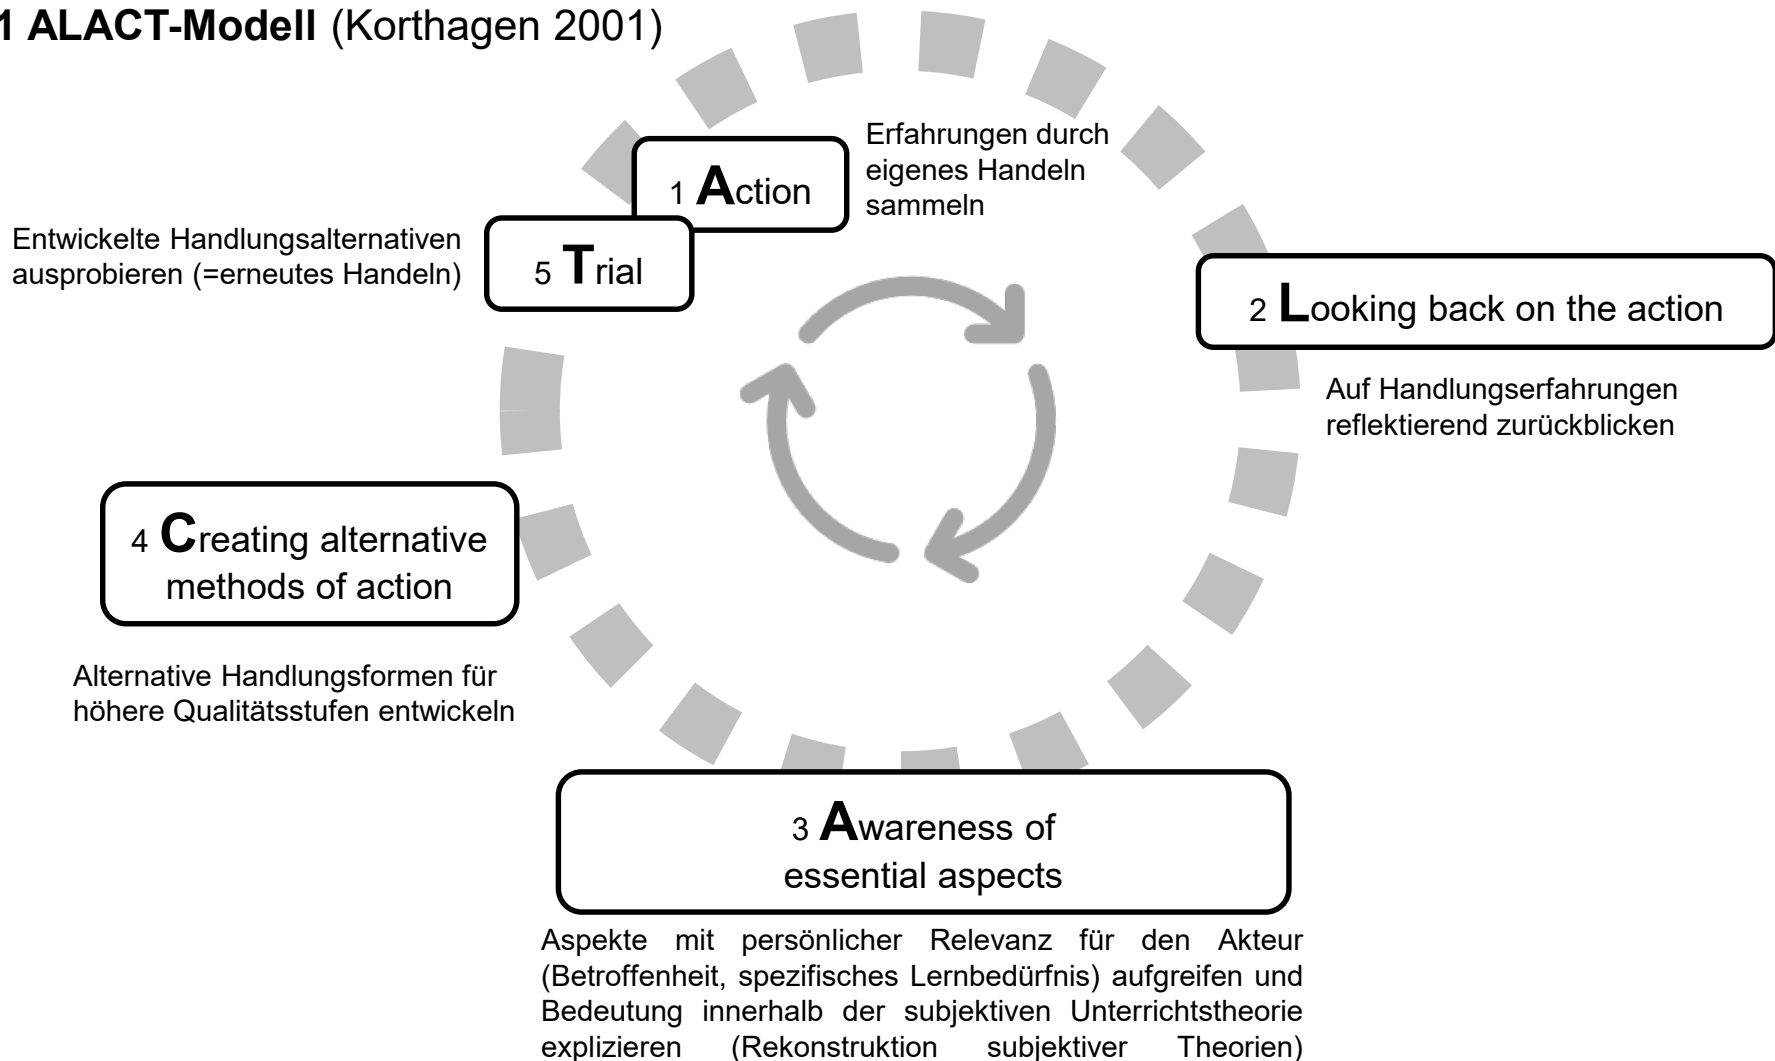 1 ALACT-Modell (Korthagen 2001)
1 Action
Erfahrungen durch
eigenes Handeln
sammeln
5 Trial
Entwickelte Handlungsalternativen
ausprobieren (=erneutes Handeln)
2 Looking back on the action
Auf Handlungserfahrungen
reflektierend zurückblicken
4 Creating alternative
methods of action
Alternative Handlungsformen für
höhere Qualitätsstufen entwickeln
3 Awareness of
essential aspects
Aspekte mit persönlicher Relevanz für den Akteur
(Betroffenheit, spezifisches Lernbedürfnis) aufgreifen und
Bedeutung innerhalb der subjektiven Unterrichtstheorie
explizieren (Rekonstruktion subjektiver Theorien)